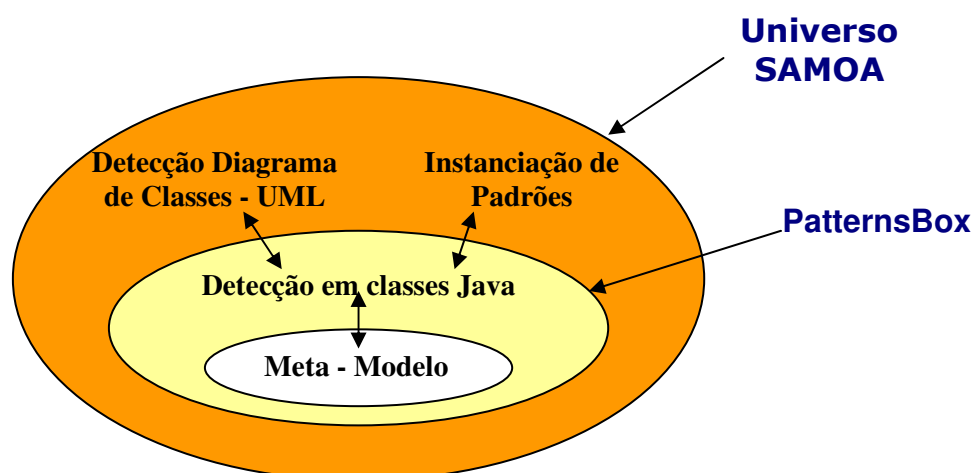 Universo
SAMOA
Detecção Diagrama
de Classes - UML
Instanciação de
Padrões
PatternsBox
Detecção em classes Java
Meta - Modelo